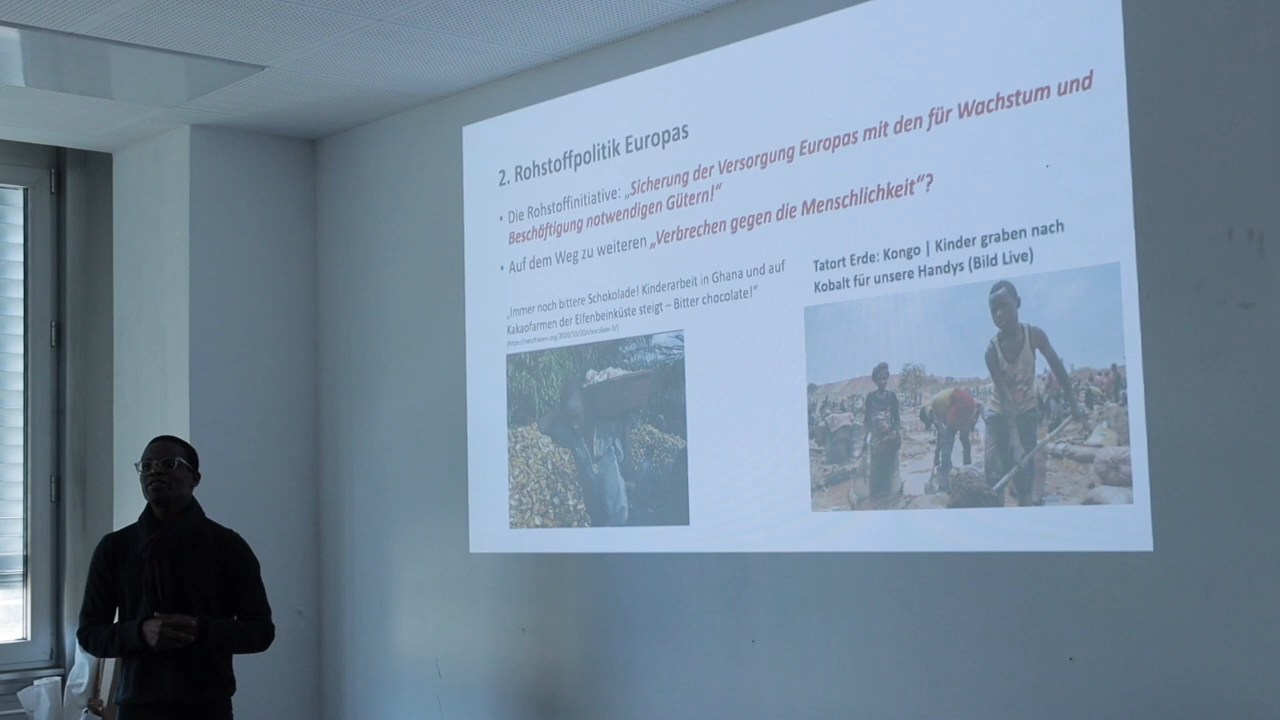 2. Rohstoffpolitik Europas
• Die Rohstoffinitiative: „Sicherung der Versorgung Europas mit den für Wachstum und
Beschöftigung notwendigen Gütern!“
• Auf dem Weg zu weiteren „Verbrechen gegen die Menschlichkeit“?
„Immer noch bittere Schokolade! Kinderarbeit in Ghana und auf
Kakaofarmen der Elfenbeinküste steigt – Bitter chocolate!“
Tatort Erde: Kongo | Kinder graben nach
Kobalt für unsere Handys (Bild Live)